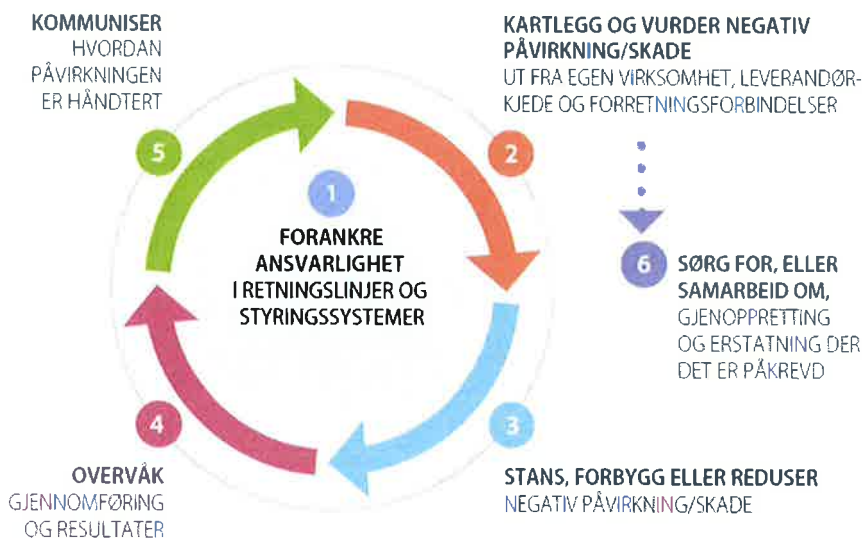 KOMMUNISER
HVORDAN
PÅVIRKNINGEN
ER HÅNDTERT
5
1
FORANKRE
ANSVARLIGHET
I RETNINGSLINJER OG
STYRINGSSYSTEMER
KARTLEGG OG VURDER NEGATIV
PÅVIRKNING/SKADE
UT FRA EGEN VIRKSOMHET, LEVERANDØR-
KJEDE OG FORRETNINGSFORBINDELSER
2
6
SØRG FOR, ELLER
SAMARBEID OM,
GJENOPPRETTING
OG ERSTATNING DER
DET ER PÅKREVD
3
STANS, FORBYGG ELLER REDUSER
NEGATIV PÅVIRKNING/SKADE
4
OVERVÅK
GJENNOMFØRING
OG RESULTATER